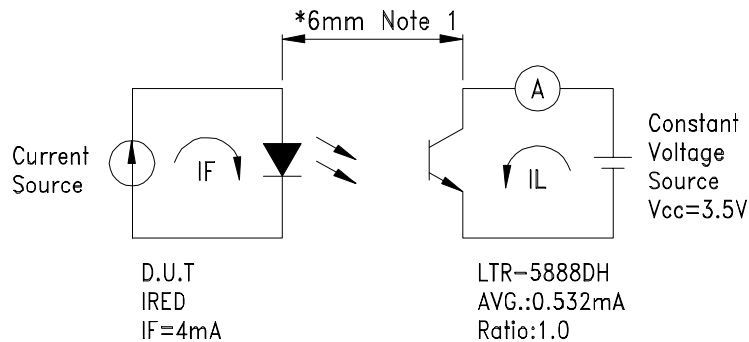 *6mm Note 1
A
Current
Source
IF
IL
Constant
Voltage
Source
Vcc=3.5V
D.U.T
IRED
IF=4mA
LTR-5888DH
AVG.:0.532mA
Ratio:1.0